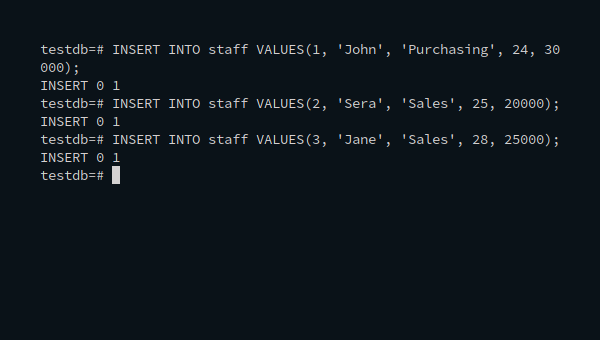 testdb=# INSERT INTO staff VALUES(1, 'John', 'Purchasing', 24, 30
000);
INSERT 0 1
testdb=# INSERT INTO staff VALUES(2, 'Sera', 'Sales', 25, 20000);
INSERT 0 1
testdb=# INSERT INTO staff VALUES(3, 'Jane', 'Sales', 28, 25000);
INSERT 0 1
testdb=#